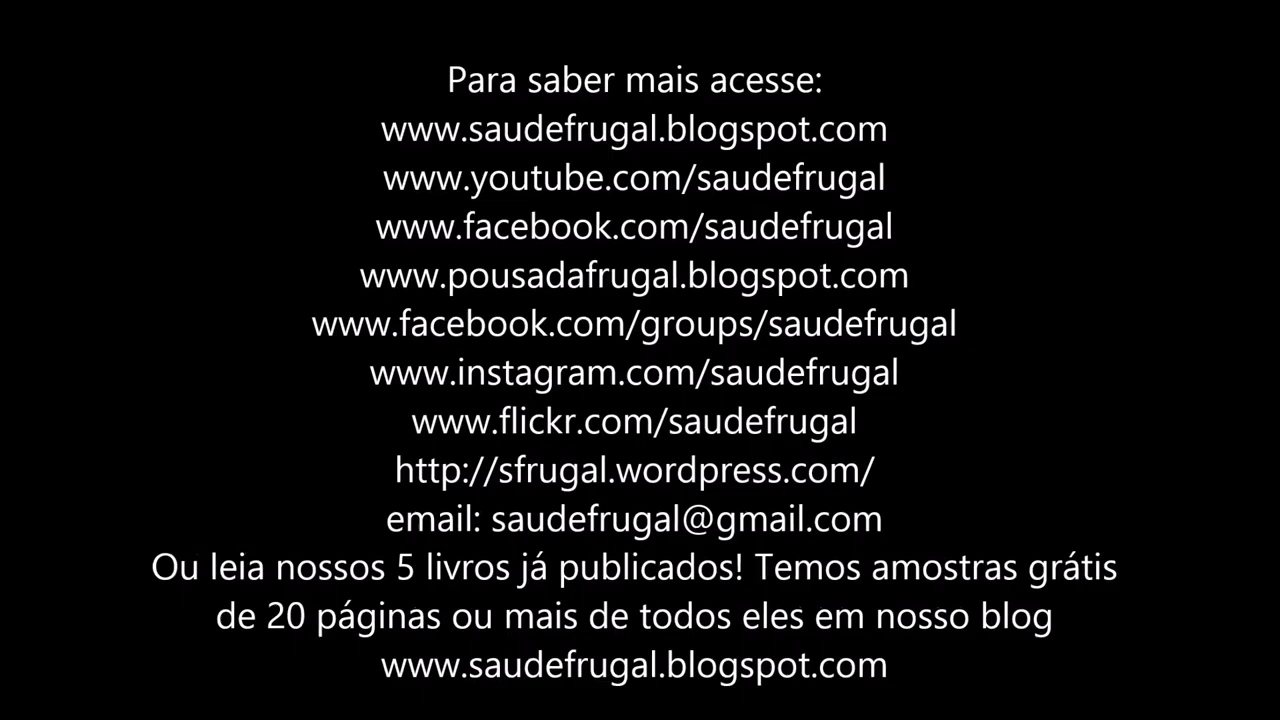 Para saber mais acesse:
www.saudefrugal.blogspot.com
www.youtube.com/saudefrugal
www.facebook.com/saudefrugal
www.pousadafrugal.blogspot.com
www.facebook.com/groups/saudefrugal
www.instagram.com/saudefrugal
www.flickr.com/saudefrugal
http://sfrugal.wordpress.com/
email: saudefrugal@gmail.com
Ou leia nossos 5 livros já publicados! Temos amostras grátis
de 20 páginas ou mais de todos eles em nosso blog
www.saudefrugal.blogspot.com